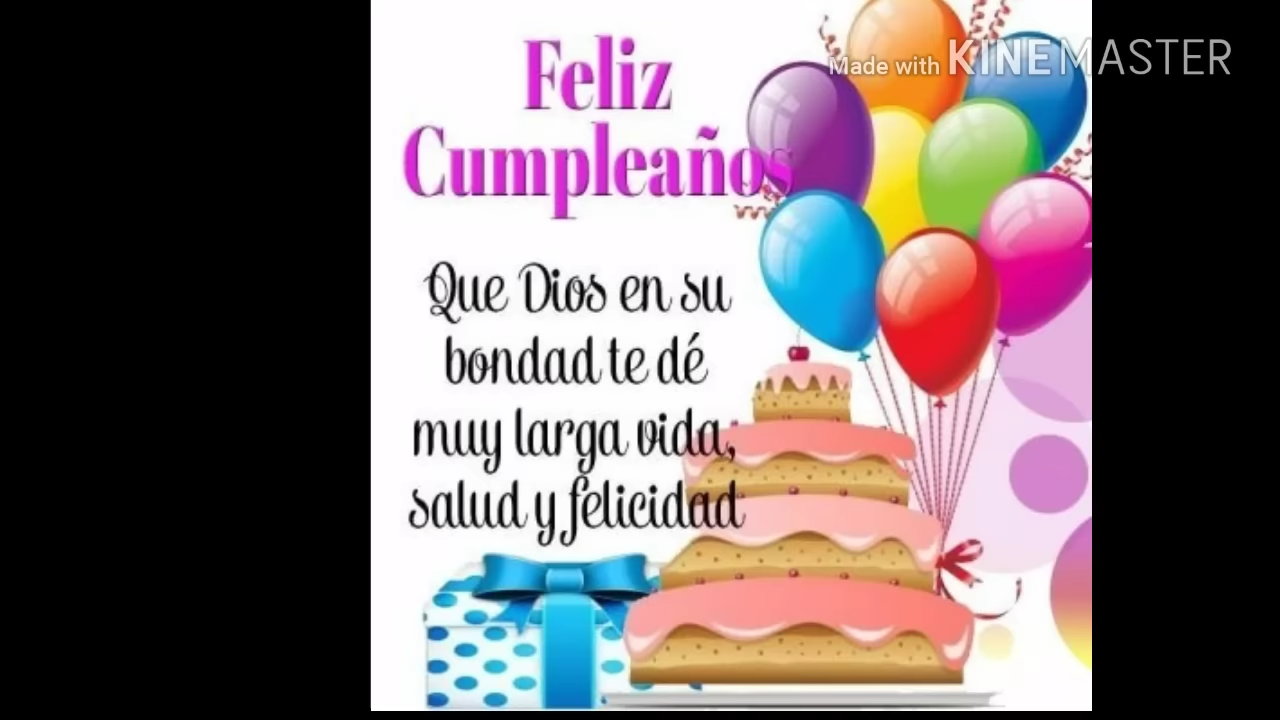 Made with KINEMASTER
Feliz
Cumpleaños
Que Dios en su
bondad te dé
muy larga vida,
salud y felicidad